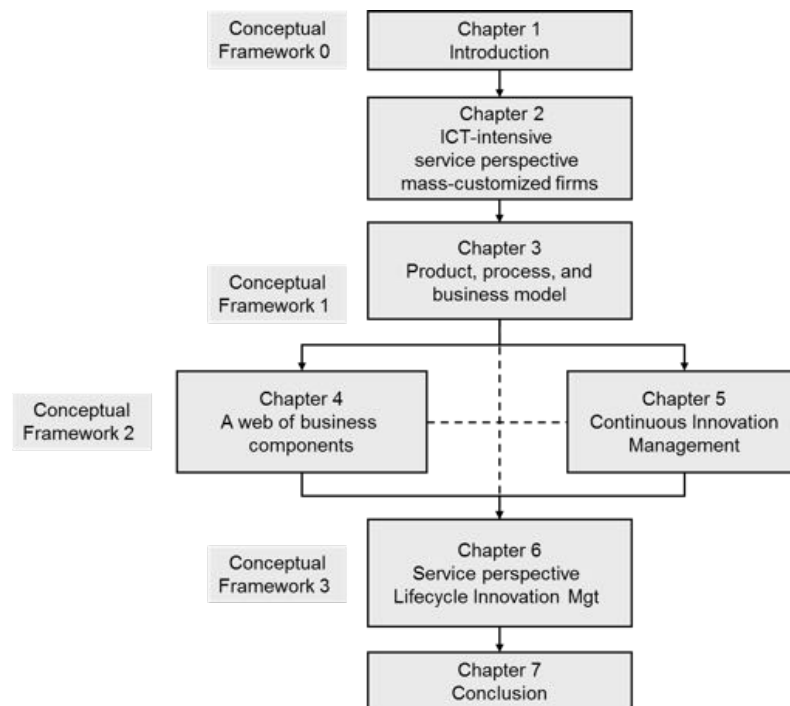 Conceptual
Framework 0
Chapter 1
Introduction
Chapter 2
ICT-intensive
service perspective
mass-customized firms
Chapter 3
Product, process, and
business model
Conceptual
Framework 1
Conceptual
Framework 2
Chapter 4
A web of business
components
Chapter 5
Continuous Innovation
Management
Conceptual
Framework 3
Chapter 6
Service perspective
Lifecycle Innovation Mgt
Chapter 7
Conclusion